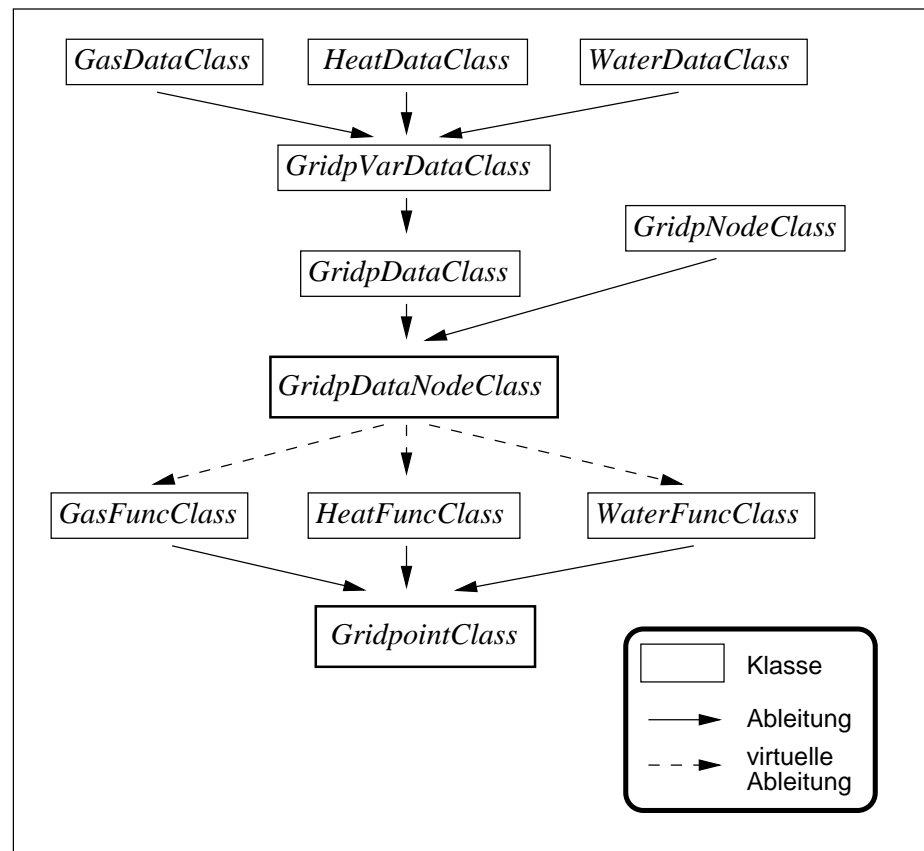 GasDataClass
HeatDataClass
WaterDataClass
GridpVarDataClass
GridpNodeClass
GridpDataClass
GridpDataNodeClass
GasFuncClass
HeatFuncClass
WaterFuncClass
GridpointClass
Klasse
Ableitung
virtuelle
Ableitung